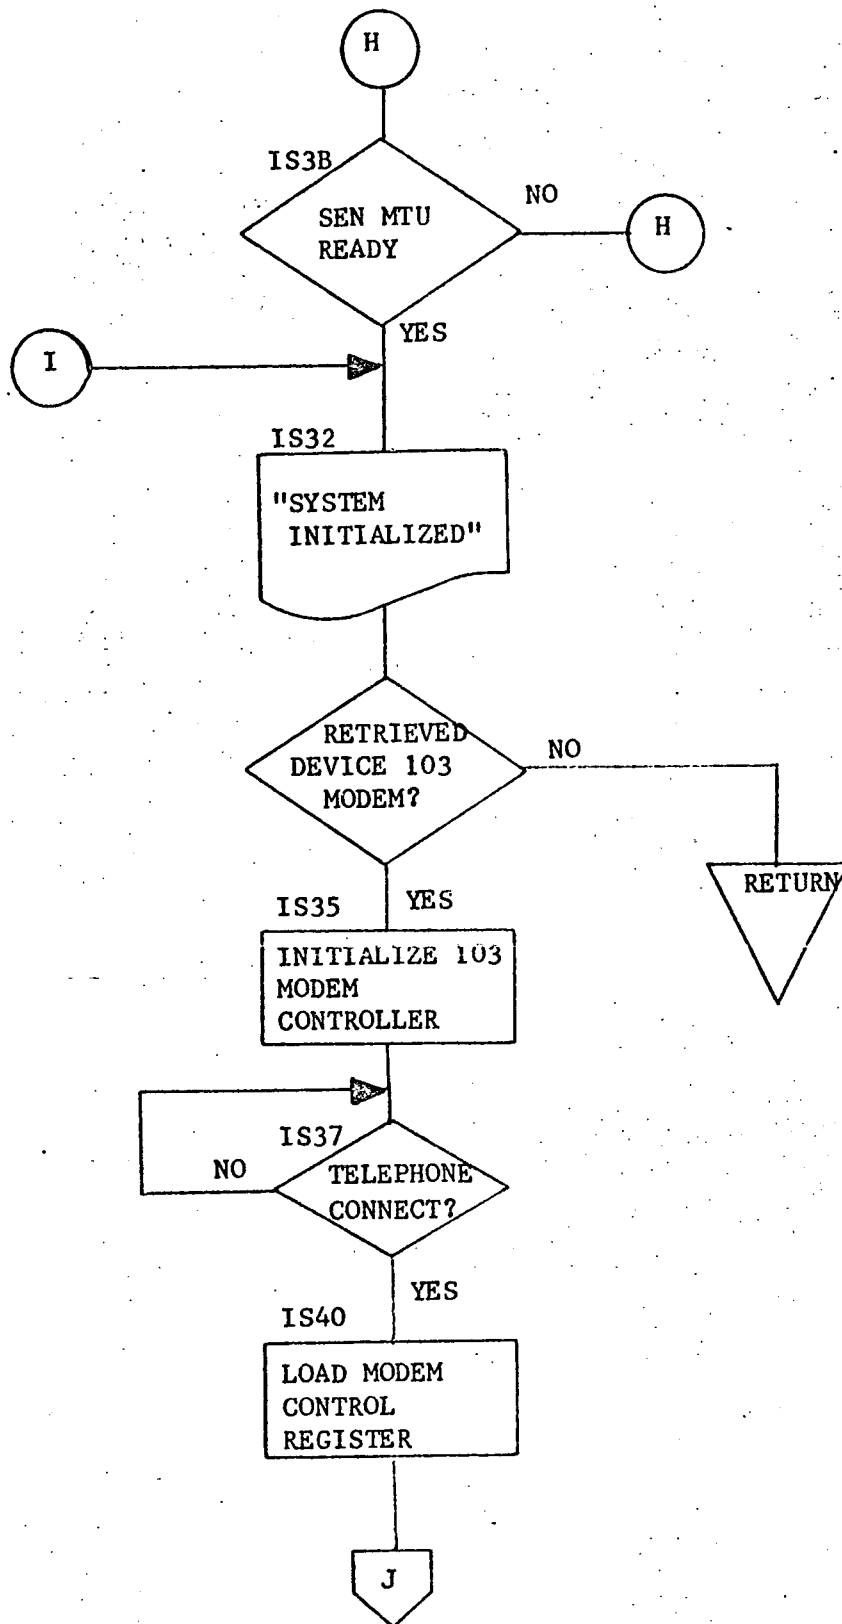 H
IS3B
SEN MTU
READY
NO
H
YES
I
IS32
"SYSTEM
INITIALIZED"
RETRIEVED
DEVICE 103
MODEM?
NO
RETURN
YES
IS35
INITIALIZE 103
MODEM
CONTROLLER
IS37
NO
TELEPHONE
CONNECT?
YES
IS40
LOAD MODEM
CONTROL
REGISTER
J